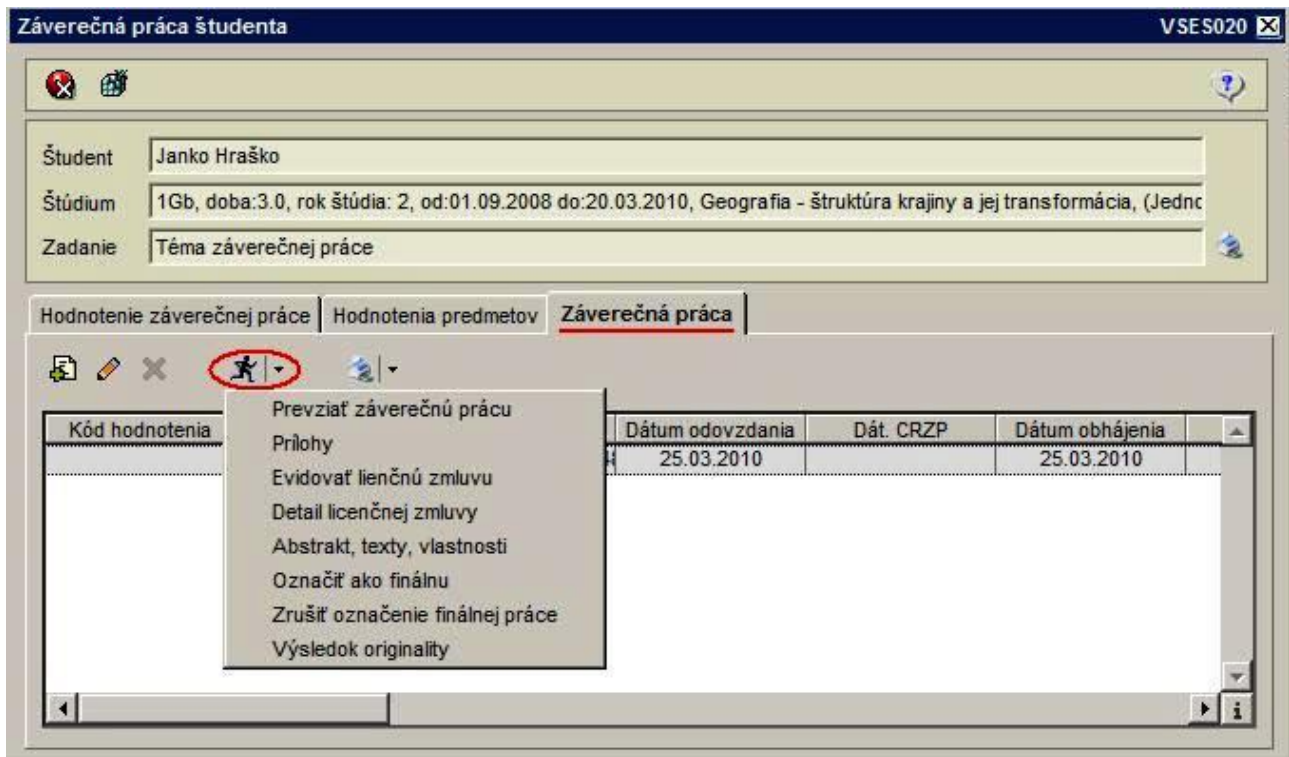 Záverečná práca študenta VSES020
Študent Janko Hraško
Štúdium 1Gb, doba:3.0, rok štúdia: 2, od:01.09.2008 do:20.03.2010, Geografia - štruktúra krajiny a jej transformácia, (Jedno
Zadanie Téma záverečnej práce
Hodnotenie záverečnej práce Hodnotenia predmetov Záverečná práca
Prevziať záverečnú prácu
Prílohy
Evidovať lienčnú zmluvu
Detail licenčnej zmluvy
Abstrakt, texty, vlastnosti
Označiť ako finálnu
Zrušiť označenie finálnej práce
Výsledok originality
Kód hodnotenia Dátum odovzdania Dát. CRZP Dátum obhájenia
25.03.2010 25.03.2010